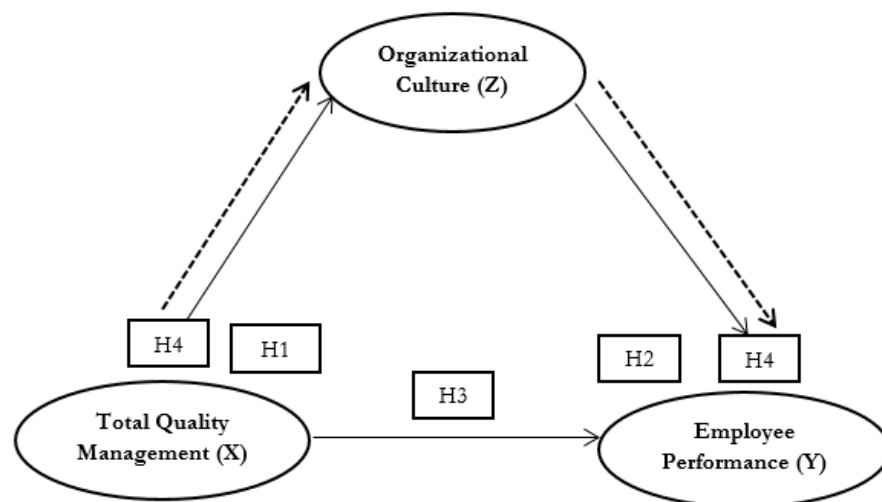 Organizational
Culture (Z)
H4
H1
H2
H4
H3
Total Quality
Management (X)
Employee
Performance (Y)